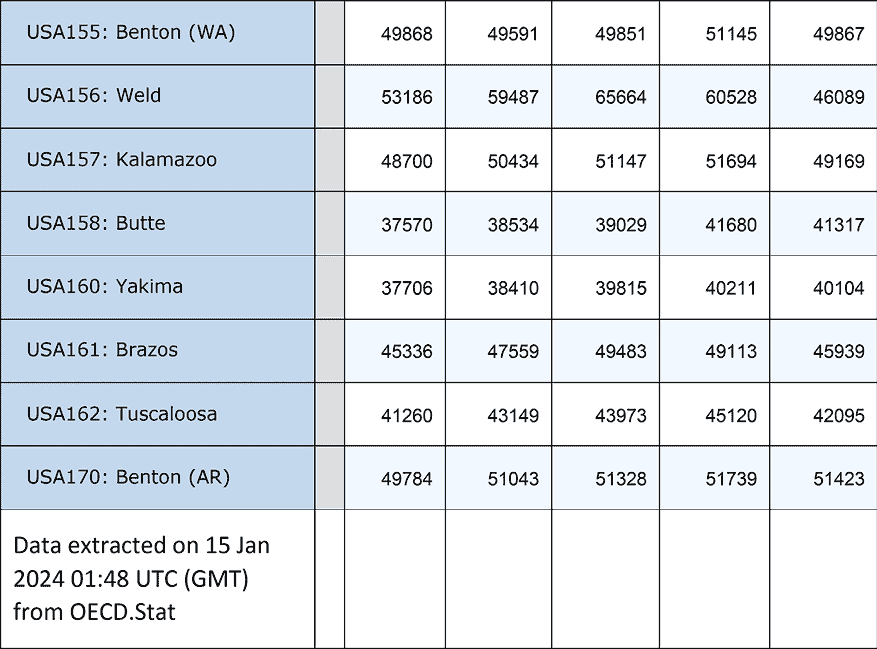 USA155: Benton (WA) 49868 49591 49851 51145 49867
USA156: Weld 53186 59487 65664 60528 46089
USA157: Kalamazoo 48700 50434 51147 51694 49169
USA158: Butte 37570 38534 39029 41680 41317
USA160: Yakima 37706 38410 39815 40211 40104
USA161: Brazos 45336 47559 49483 49113 45939
USA162: Tuscaloosa 41260 43149 43973 45120 42095
USA170: Benton (AR) 49784 51043 51328 51739 51423
Data extracted on 15 Jan
2024 01:48 UTC (GMT)
from OECD.Stat